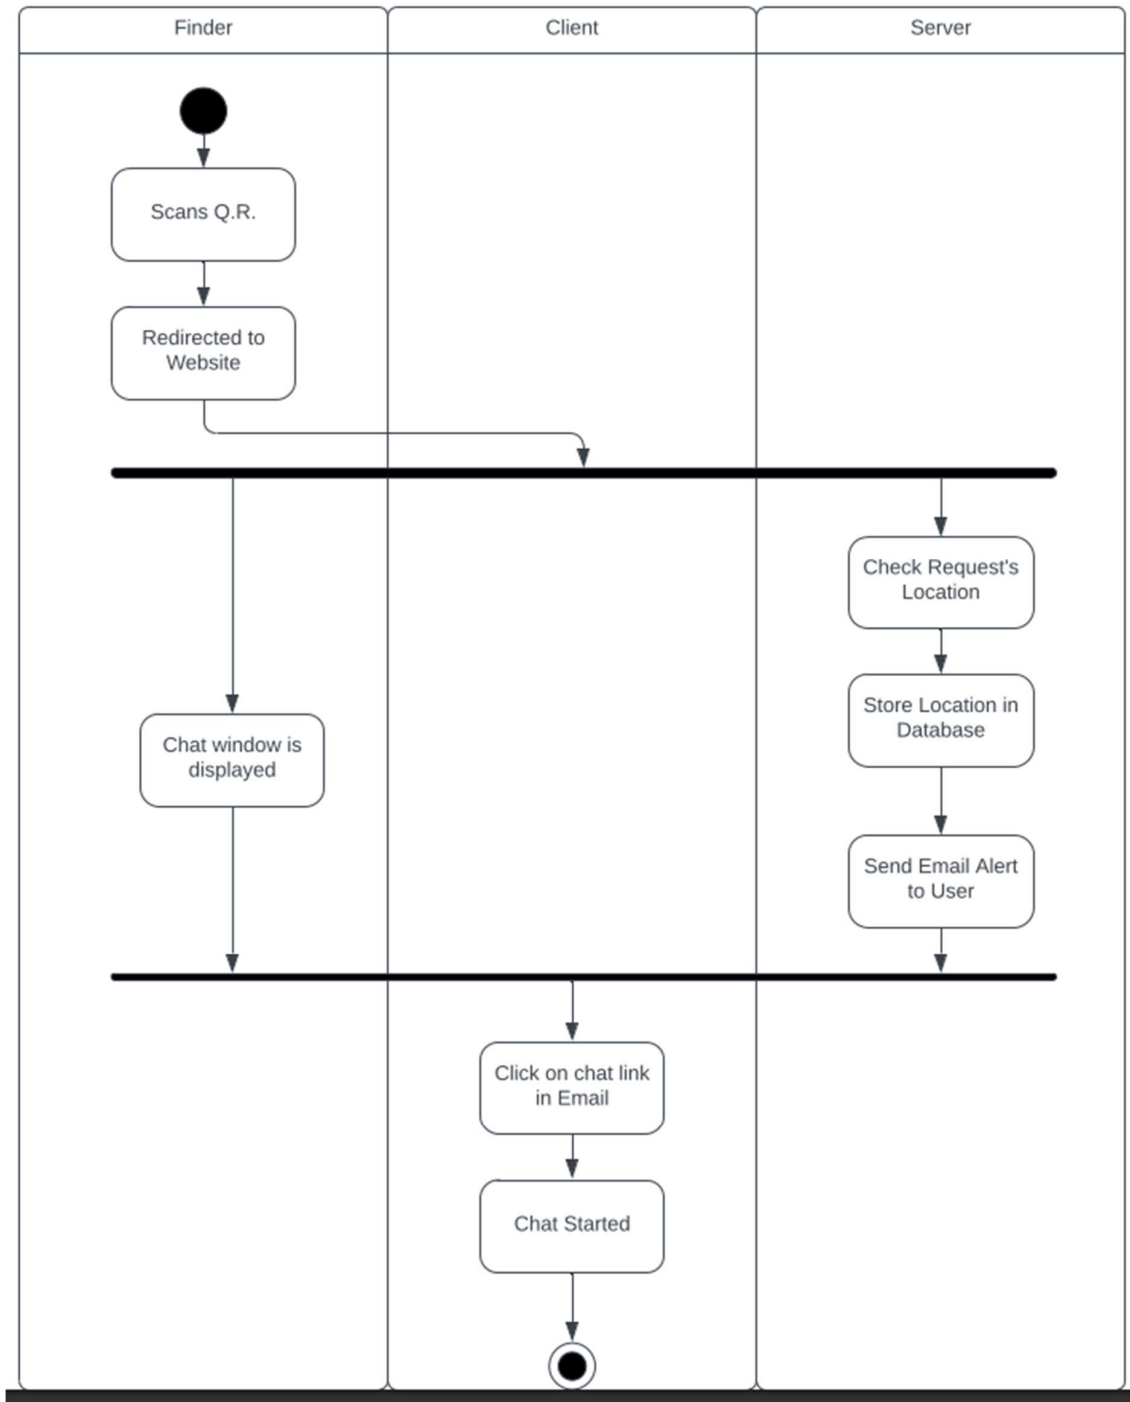 Finder
Client
Server
Scans Q.R.
Redirected to
Website
Check Request's
Location
Store Location in
Database
Chat window is
displayed
Send Email Alert
to User
Click on chat link
in Email
Chat Started